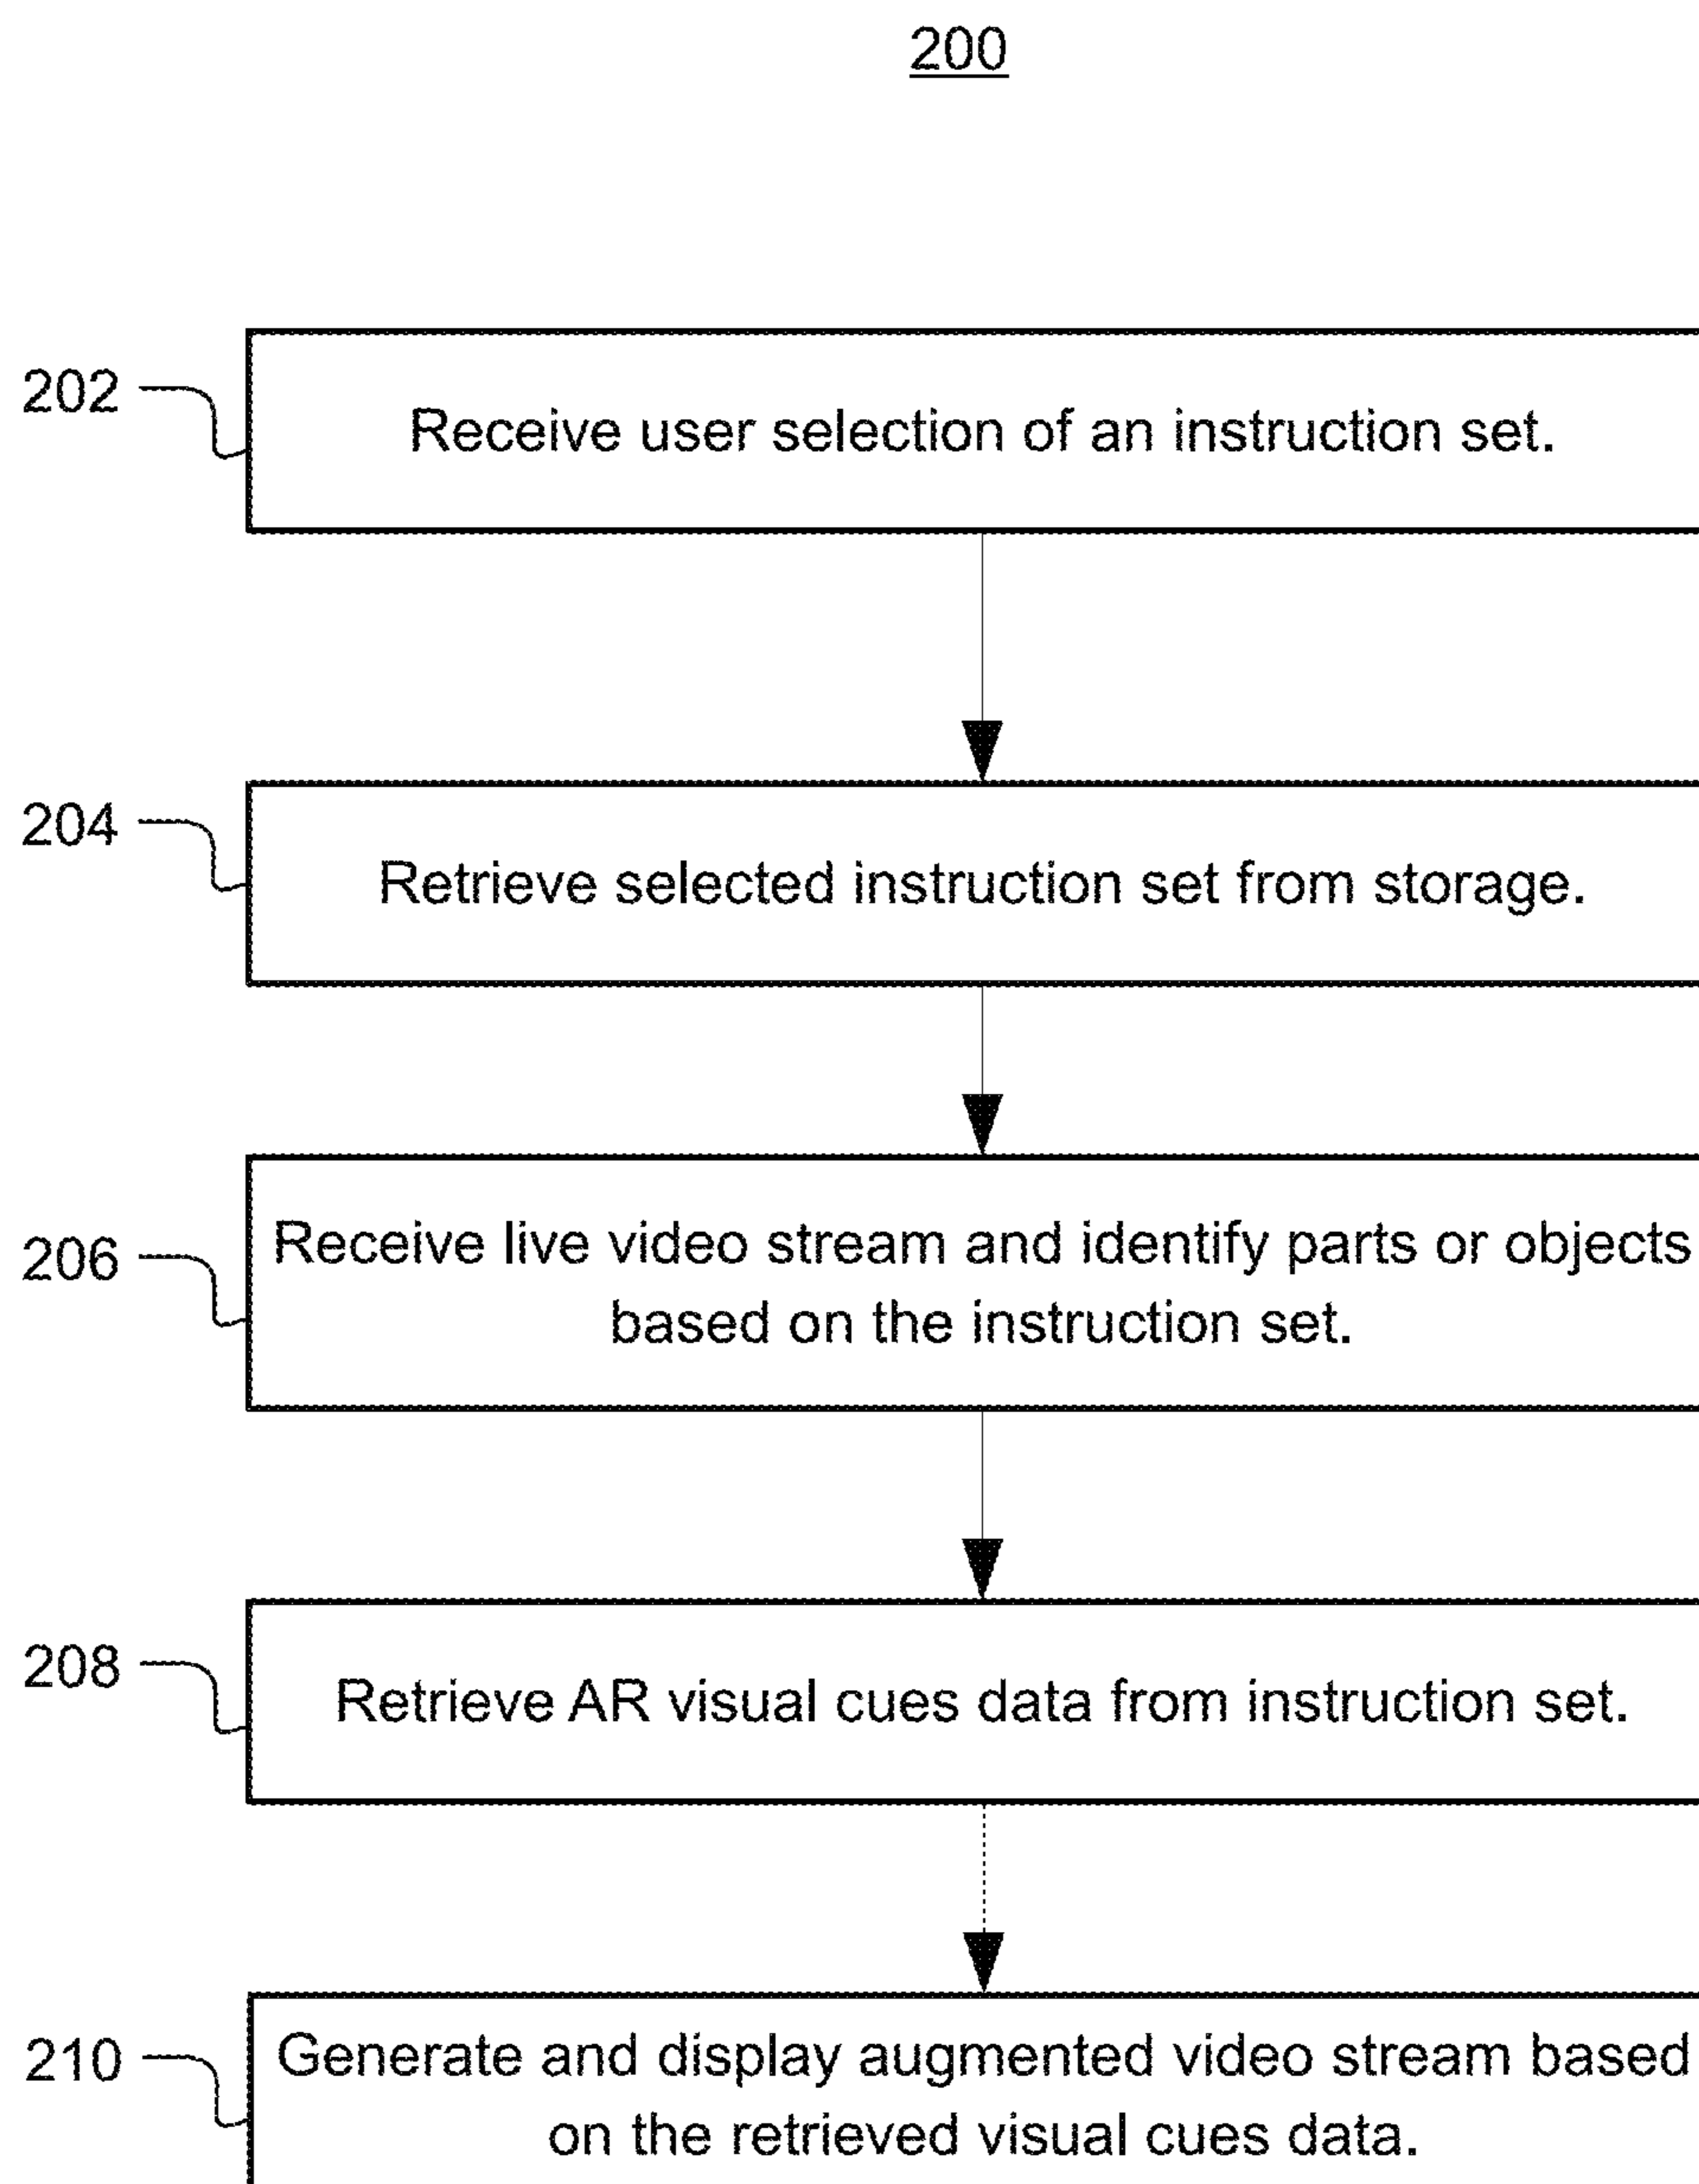 200
202
Receive user selection of an instruction set.
204
Retrieve selected instruction set from storage.
206
Receive live video stream and identify parts or objects
based on the instruction set.
208
Retrieve AR visual cues data from instruction set.
210
Generate and display augmented video stream based
on the retrieved visual cues data.